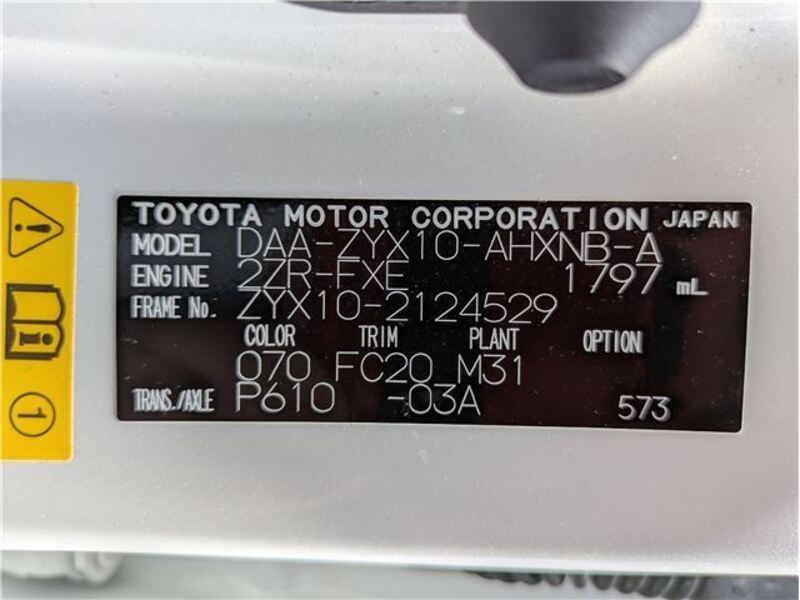 TOYOTA MOTOR CORPORATION JAPAN
MODEL DAA-ZYX10-AHXNB-A
ENGINE 2ZR-FXE 1797 mL
FRAME No. ZYX10-2124529
COLOR TRIM PLANT OPTION
070 FC20 M31
TRANS./AXLE P610 -03A 573
! 
i
1